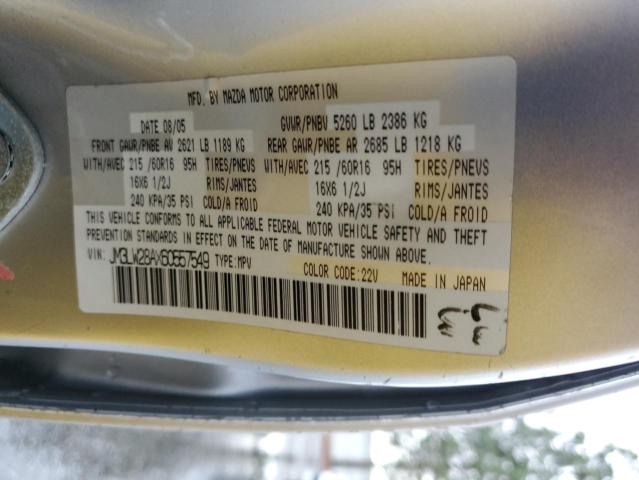 MFD. BY MAZDA MOTOR CORPORATION
DATE 08/05 GVWR/PNBV 5260 LB 2386 KG
FRONT GAWR/PNBE AV 2621 LB 1189 KG REAR GAWR/PNBE AR 2685 LB 1218 KG
WITH/AVEC 215 /60R16 95H TIRES/PNEUS WITH/AVEC 215 /60R16 95H TIRES/PNEUS
16X6 1/2J RIMS/JANTES 16X6 1/2J RIMS/JANTES
240 KPA/35 PSI COLD/A FROID 240 KPA/35 PSI COLD/A FROID
THIS VEHICLE CONFORMS TO ALL APPLICABLE FEDERAL MOTOR VEHICLE SAFETY AND THEFT
PREVENTION STANDARDS IN EFFECT ON THE DATE OF MANUFACTURE SHOWN ABOVE.
VIN: JM3LW28AX60557549 TYPE: MPV COLOR CODE: 22V MADE IN JAPAN